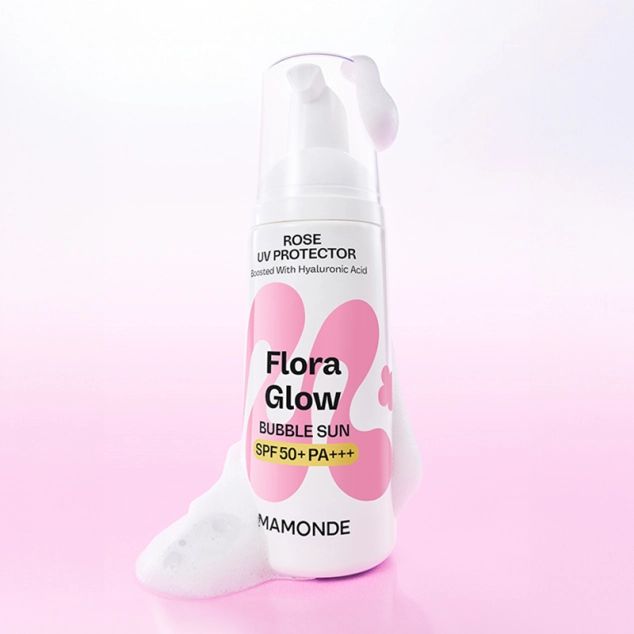 ROSE
UV PROTECTOR
Boosted With Hyaluronic Acid
Flora
Glow
BUBBLE SUN
SPF 50+ PA+++
MAMONDE